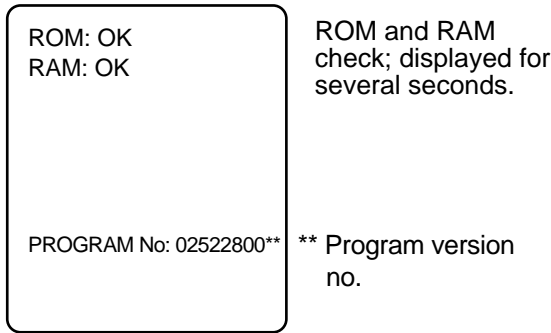 ROM: OK
RAM: OK
ROM and RAM
check; displayed for
several seconds.
PROGRAM No: 02522800**
** Program version
no.